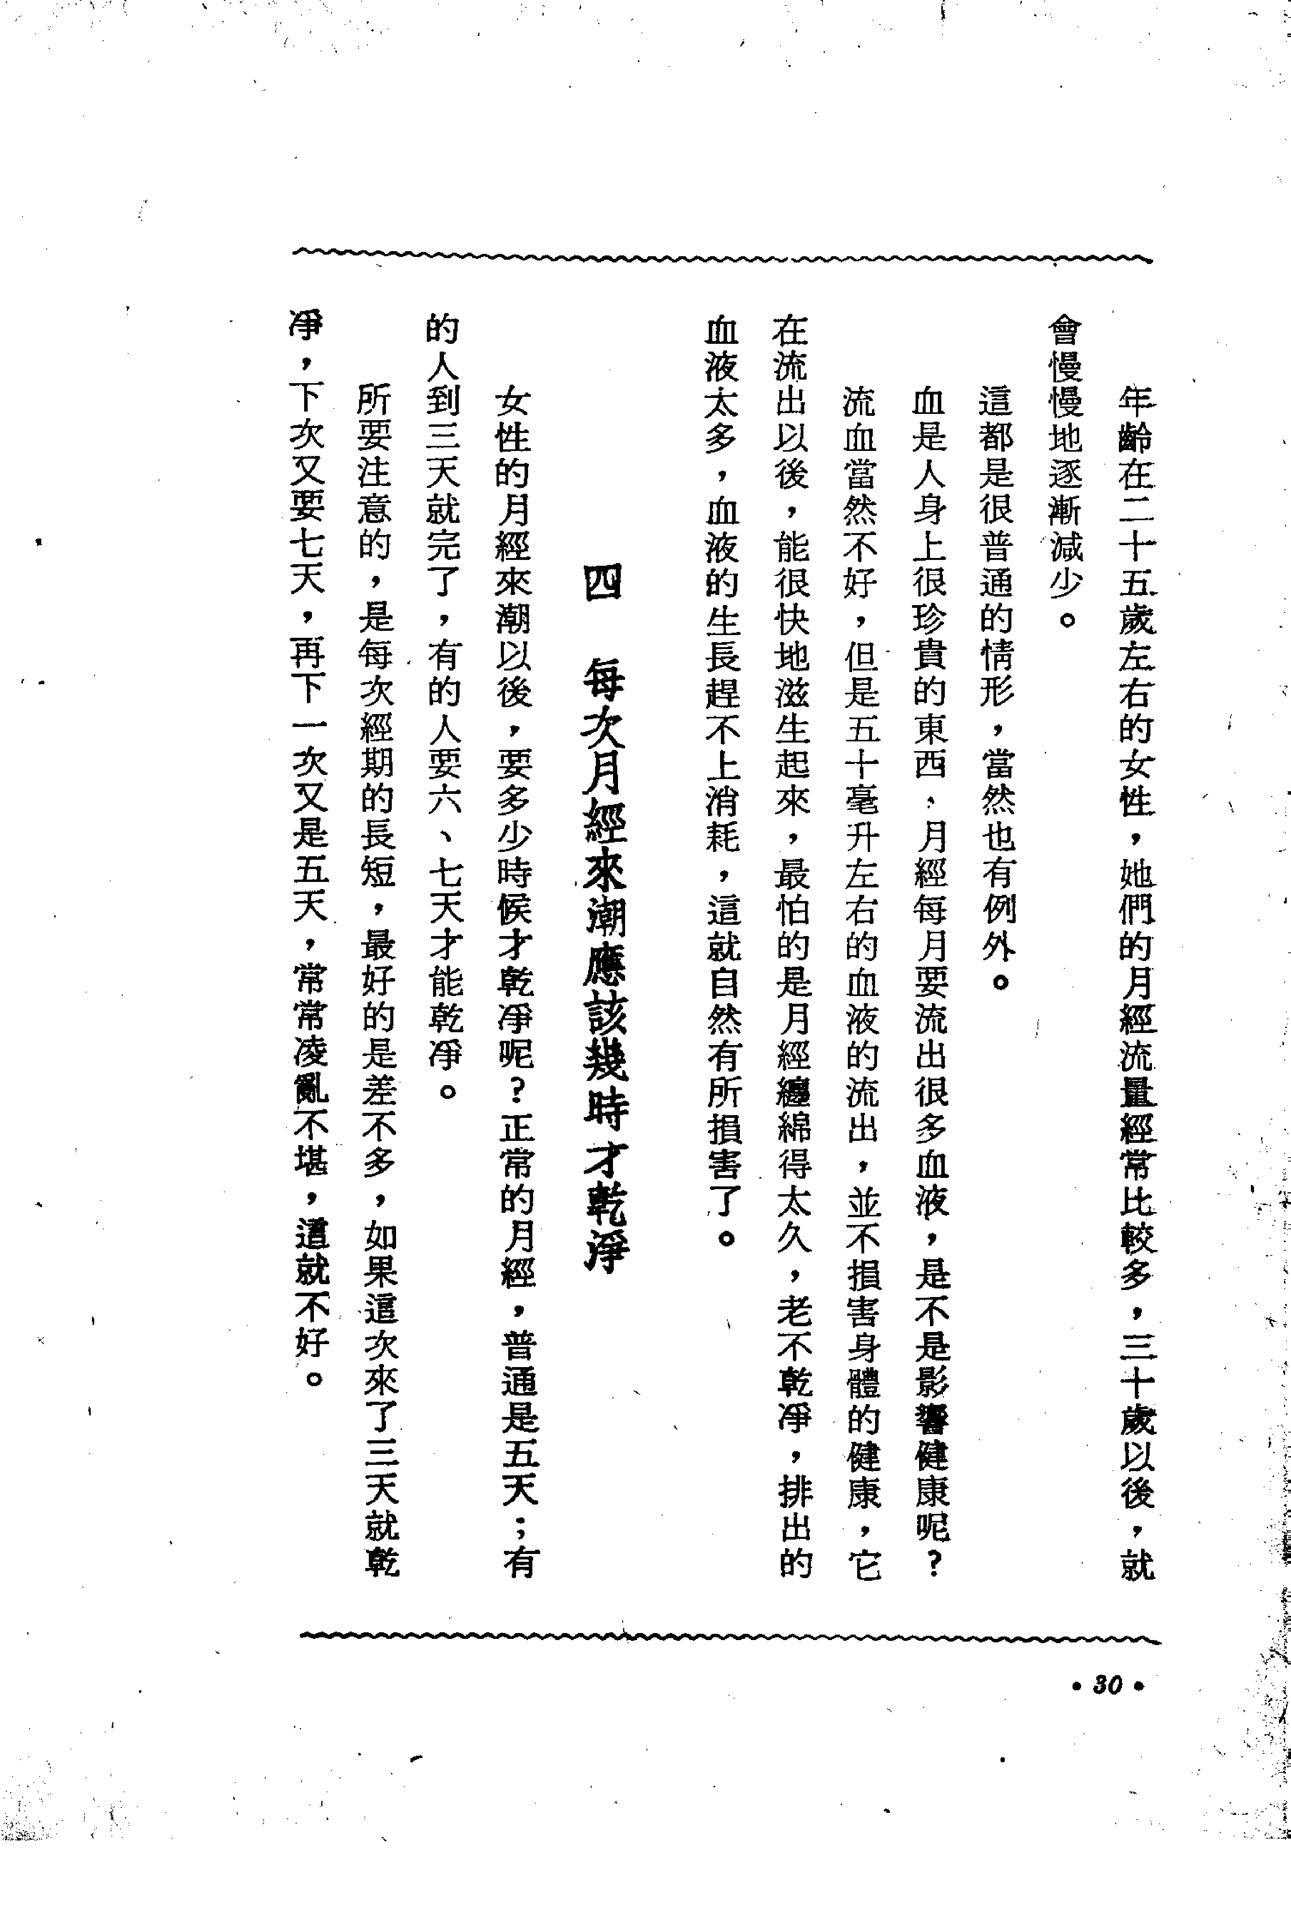 年齡在二十五歲左右的女性，她們的月經流量經常比較多，三十歲以後，就
會慢慢地逐漸減少。
這都是很普通的情形，當然也有例外。
血是人身上很珍貴的東西、月經每月要流出很多血液，是不是影響健康呢？
流血當然不好，但是五十毫升左右的血液的流出，並不損害身體的健康，它
在流出以後，能很快地滋生起來，最怕的是月經纏綿得太久，老不乾淨，排出的
血液太多，血液的生長趕不上消耗，這就自然有所損害了。
四　每次月經來潮應該幾時才乾淨
女性的月經來潮以後，要多少時候才乾淨呢？正常的月經，普通是五天；有
的人到三天就完了，有的人要六、七天才能乾淨。
所要注意的，是每次經期的長短，最好的是差不多，如果這次來了三天就乾
淨，下次又要七天，再下一次又是五天，常常凌亂不堪，這就不好。
•30•